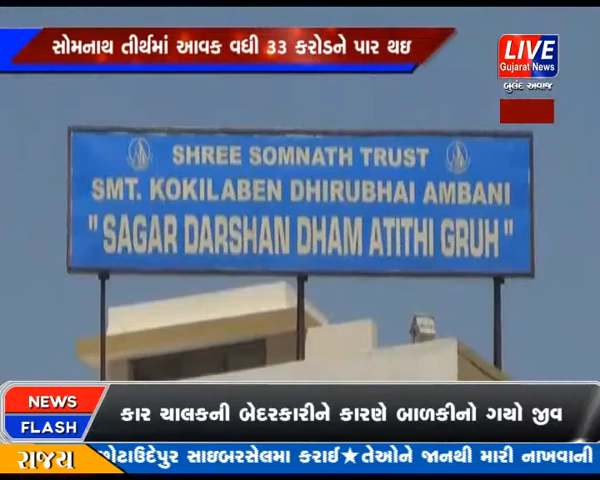 સોમનાથ તીર્થમાં આવક વધી ૩૩ કરોડને પાર થઇ
LIVE
Gujarat News
બુલંદ અવાજ
SHREE SOMNATH TRUST
SMT. KOKILABEN DHIRUBHAI AMBANI
"SAGAR DARSHAN DHAM ATITHI GRUH"
NEWS
FLASH
કાર ચાલકની બેદરકારીને કારણે બાળકીનો ગયો જીવ
રાજ્ય
છોટાઉદેપુર સાઇબરસેલમા કરાઈ★તેઓને જાનથી મારી નાખવાની